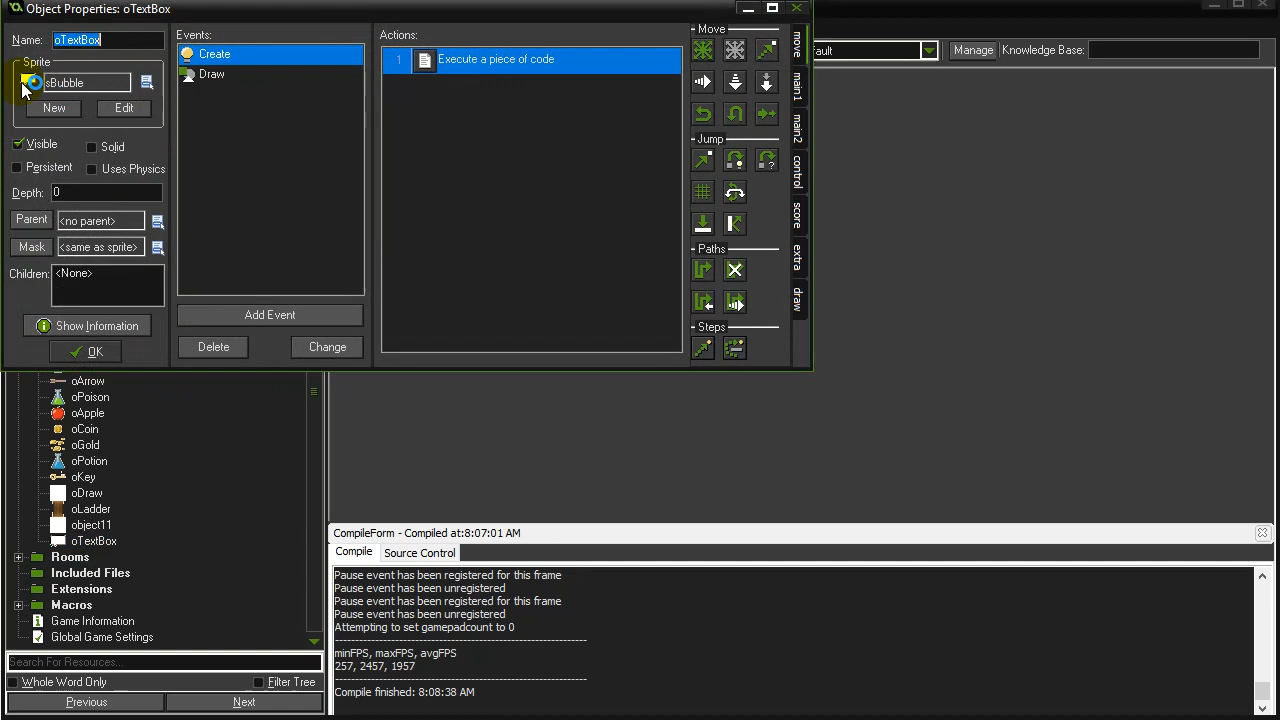 Object Properties: oTextBox
Name: oTextBox
Sprite
sBubble
New Edit
Visible Solid
Persistent Uses Physics
Depth: 0
Parent <no parent>
Mask <same as sprite>
Children: <None>
Show Information
OK
Events:
Create
Draw
Add Event
Delete Change
Actions:
1 Execute a piece of code
Move
Jump
Paths
Steps
move
main1
main2
control
score
extra
draw
fault Manage Knowledge Base:
oArrow
oPoison
oApple
oCoin
oGold
oPotion
oKey
oDraw
oLadder
object11
oTextBox
Rooms
Included Files
Extensions
Macros
Game Information
Global Game Settings
Search For Resources...
Whole Word Only Filter Tree
Previous Next
CompileForm - Compiled at:8:07:01 AM
Compile Source Control
Pause event has been registered for this frame
Pause event has been unregistered
Pause event has been registered for this frame
Pause event has been unregistered
Attempting to set gamepadcount to 0
minFPS, maxFPS, avgFPS
257, 2457, 1957
Compile finished: 8:08:38 AM